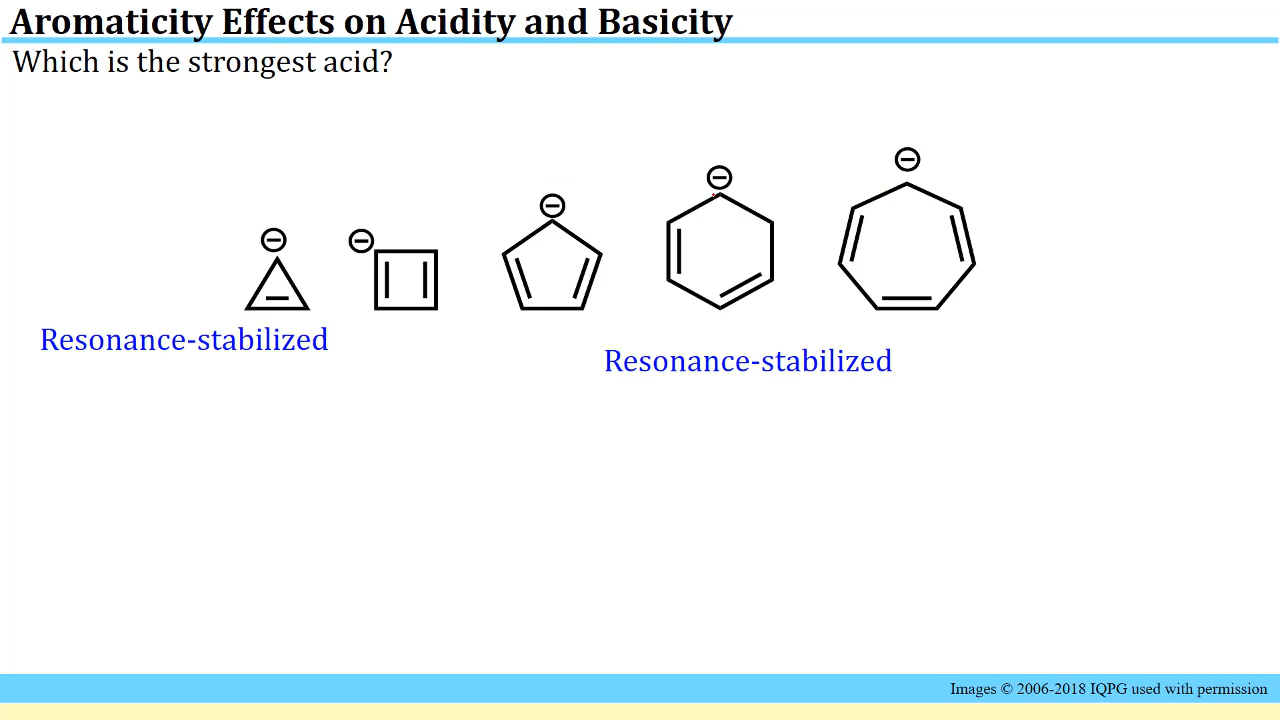 Aromaticity Effects on Acidity and Basicity
Which is the strongest acid?
Resonance-stabilized
Resonance-stabilized
Images © 2006-2018 IQPG used with permission